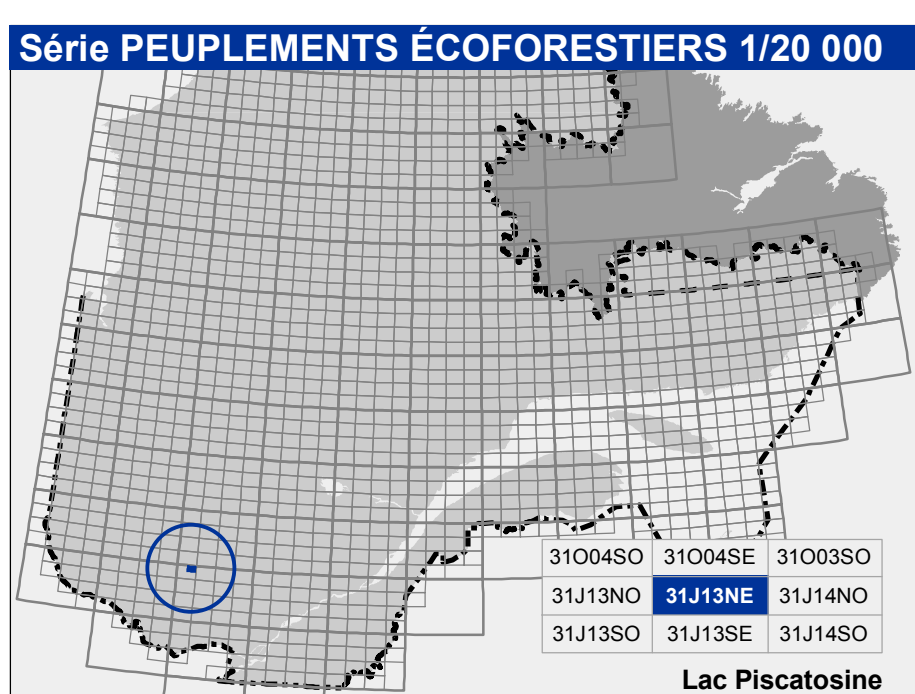 Série PEUPLEMENTS ÉCOFORESTIERS 1/20 000
31O04SO 31O04SE 31O03SO
31J13NO 31J13NE 31J14NO
31J13SO 31J13SE 31J14SO
Lac Piscatosine